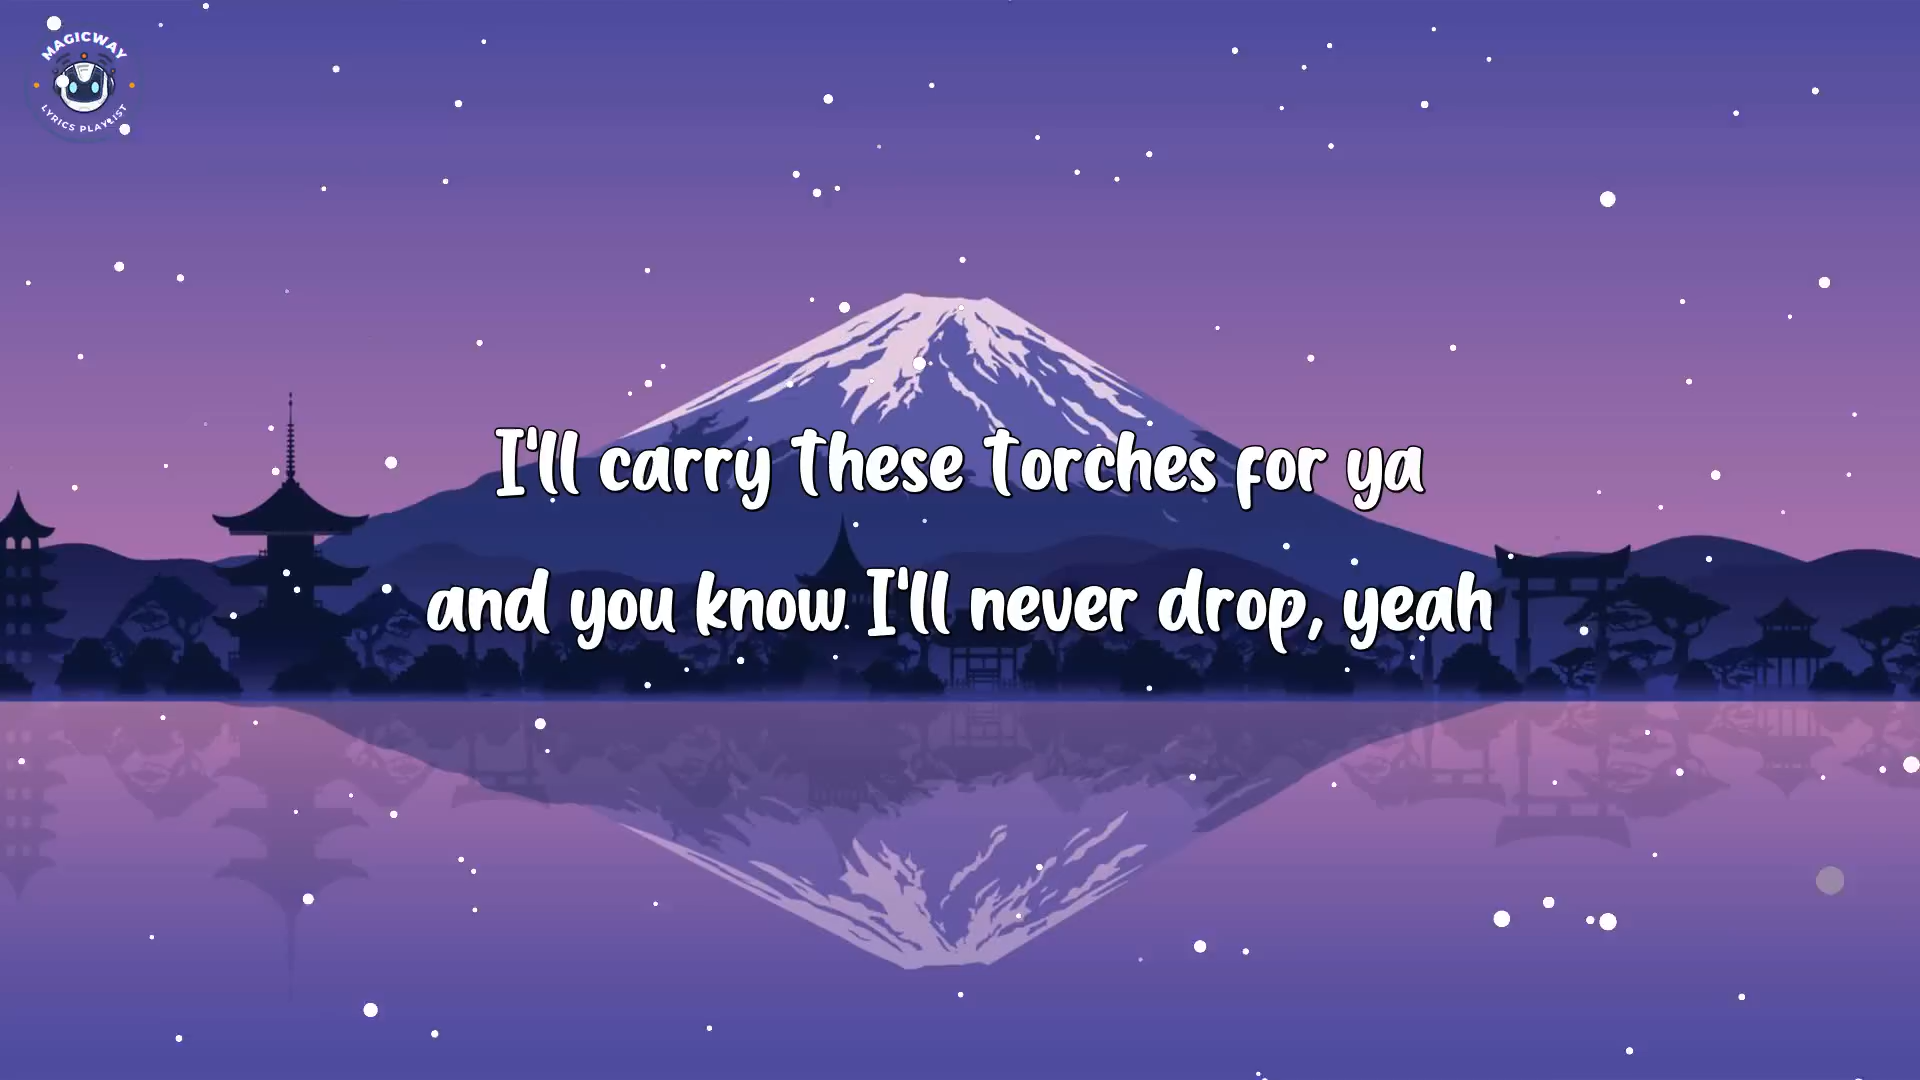 MAGICWAY
LYRICS PLAYLIST
I'll carry these torches for ya
and you know I'll never drop, yeah